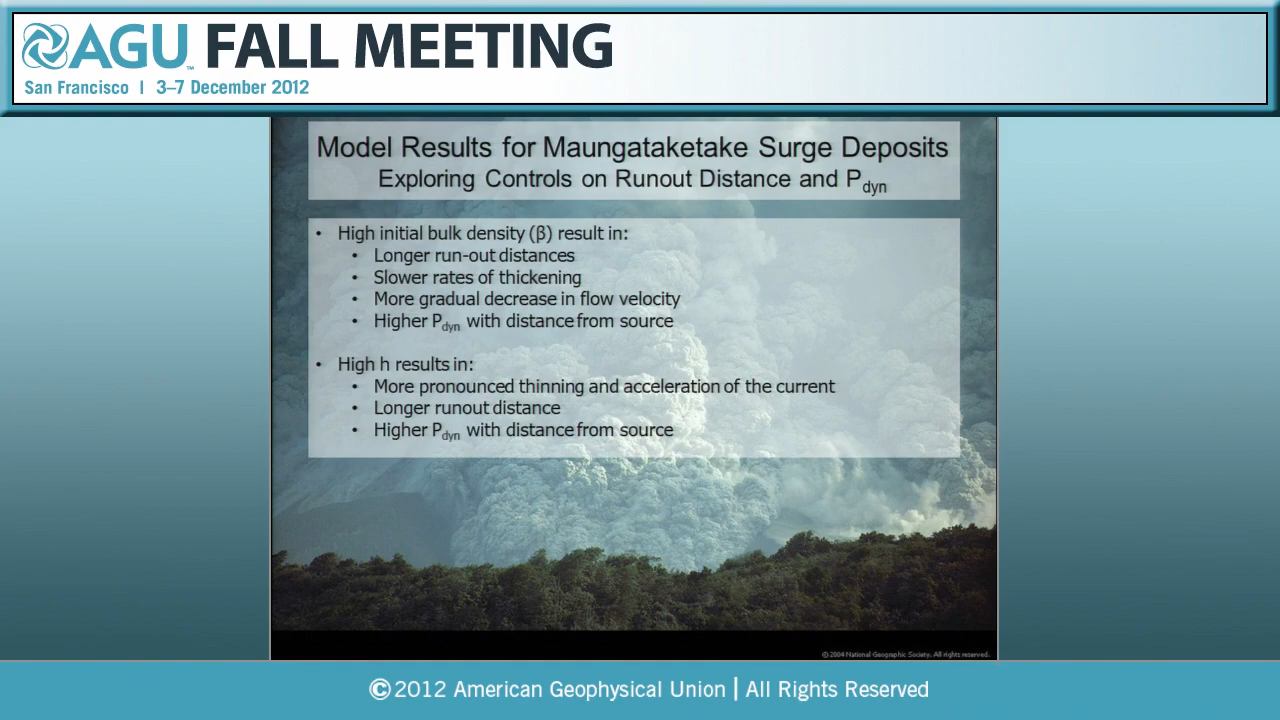 AGU™ FALL MEETING
San Francisco | 3–7 December 2012
Model Results for Maungataketake Surge Deposits
Exploring Controls on Runout Distance and Pdyn
• High initial bulk density (β) result in:
• Longer run-out distances
• Slower rates of thickening
• More gradual decrease in flow velocity
• Higher Pdyn with distance from source
• High h results in:
• More pronounced thinning and acceleration of the current
• Longer runout distance
• Higher Pdyn with distance from source
© 2004 National Geographic Society. All rights reserved.
© 2012 American Geophysical Union | All Rights Reserved